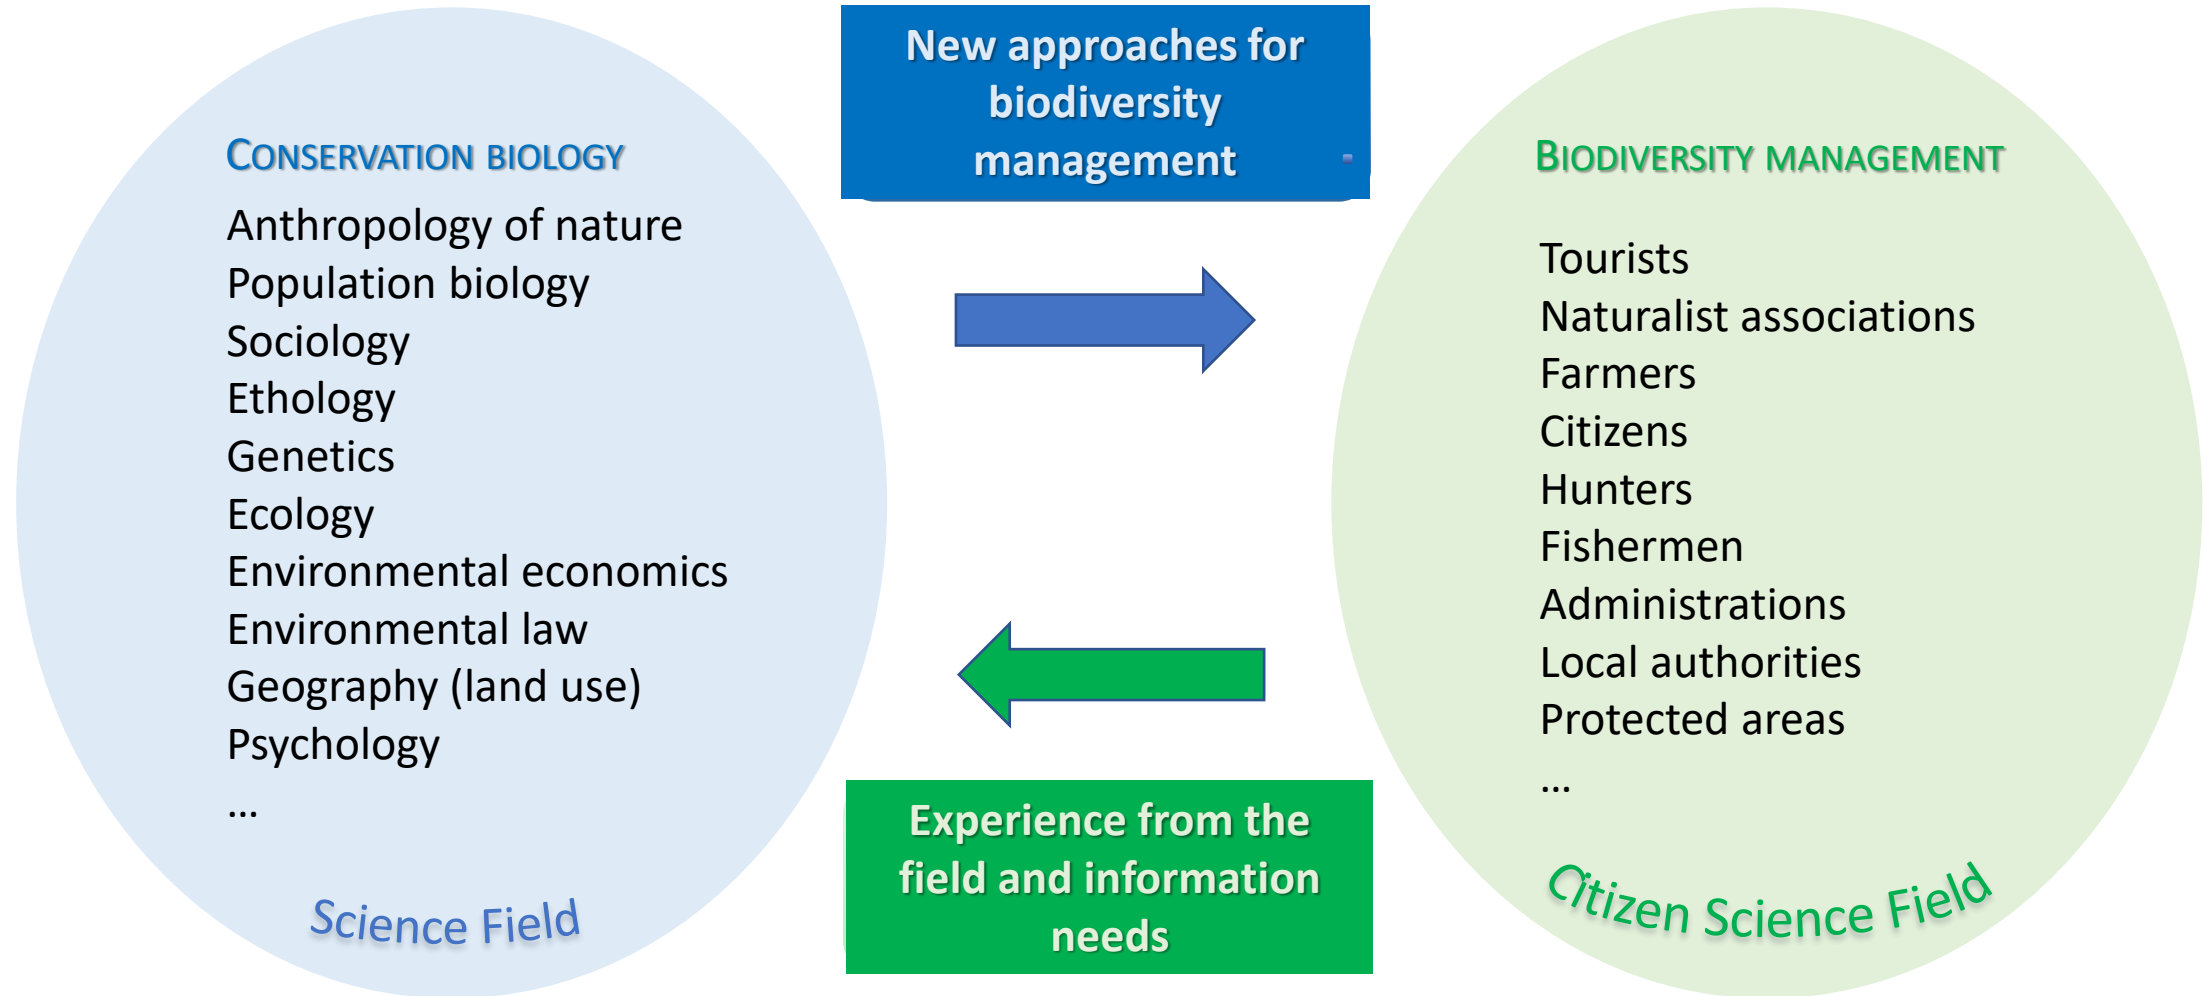 CONSERVATION BIOLOGY
Anthropology of nature
Population biology
Sociology
Ethology
Genetics
Ecology
Environmental economics
Environmental law
Geography (land use)
Psychology
...
Science Field
New approaches for
biodiversity
management
Experience from the
field and information
needs
BIODIVERSITY MANAGEMENT
Tourists
Naturalist associations
Farmers
Citizens
Hunters
Fishermen
Administrations
Local authorities
Protected areas
...
Citizen Science Field